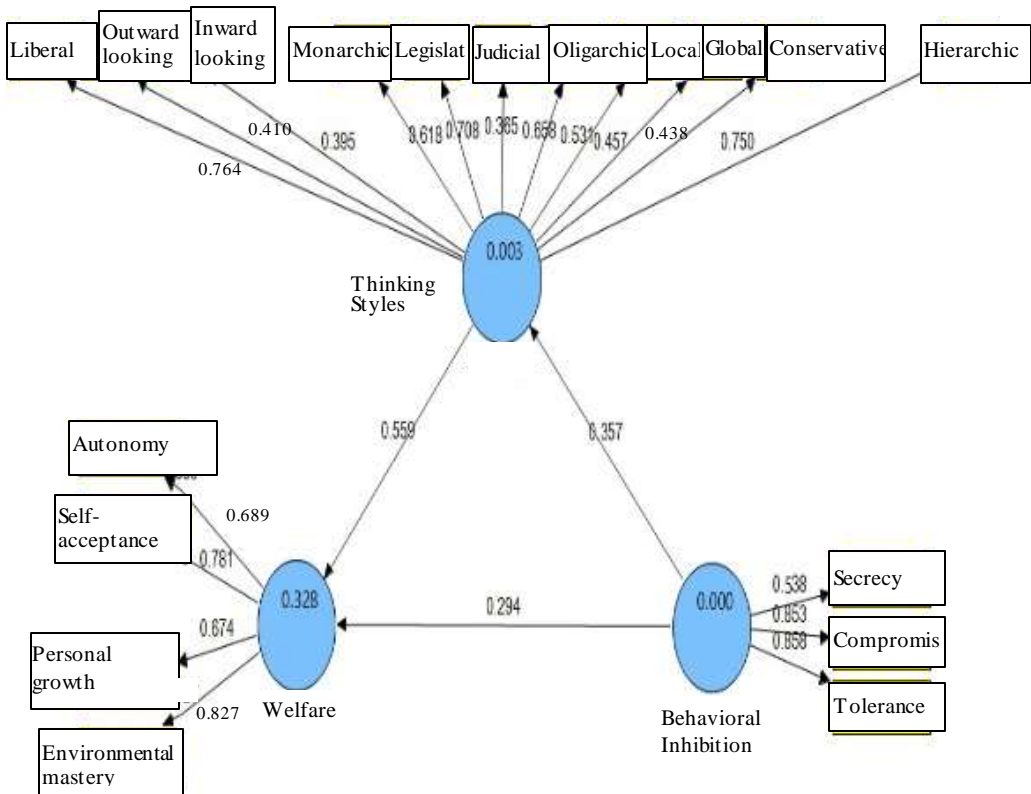 Liberal
Outward
looking
Inward
looking
Monarchic
Legislat
Judicial
Oligarchic
Local
Global
Conservative
Hierarchic
0.764
0.410
0.395
0.618
0.708
0.365
0.658
0.531
0.457
0.438
0.750
0.003
Thinking
Styles
0.559
0.357
Autonomy
0.689
Self-
acceptance
0.781
0.328
0.674
Personal
growth
0.827
Welfare
Environmental
mastery
0.294
0.000
Behavioral
Inhibition
0.538
Secrecy
0.853
Compromis
0.858
Tolerance